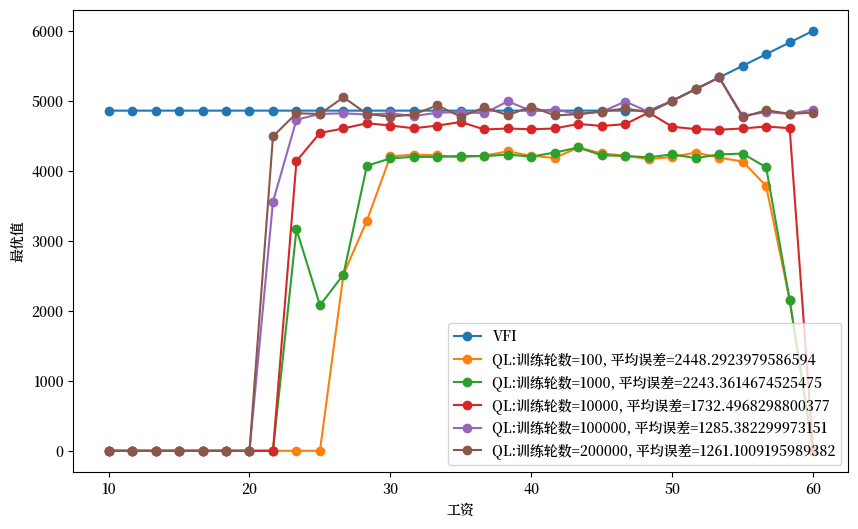 6000
5000
4000
3000
2000
1000
0
最优值
10 20 30 40 50 60
工资
VFI
QL:训练轮数=100, 平均误差=2448.2923979586594
QL:训练轮数=1000, 平均误差=2243.3614674525475
QL:训练轮数=10000, 平均误差=1732.4968298800377
QL:训练轮数=100000, 平均误差=1285.382299973151
QL:训练轮数=200000, 平均误差=1261.1009195989382